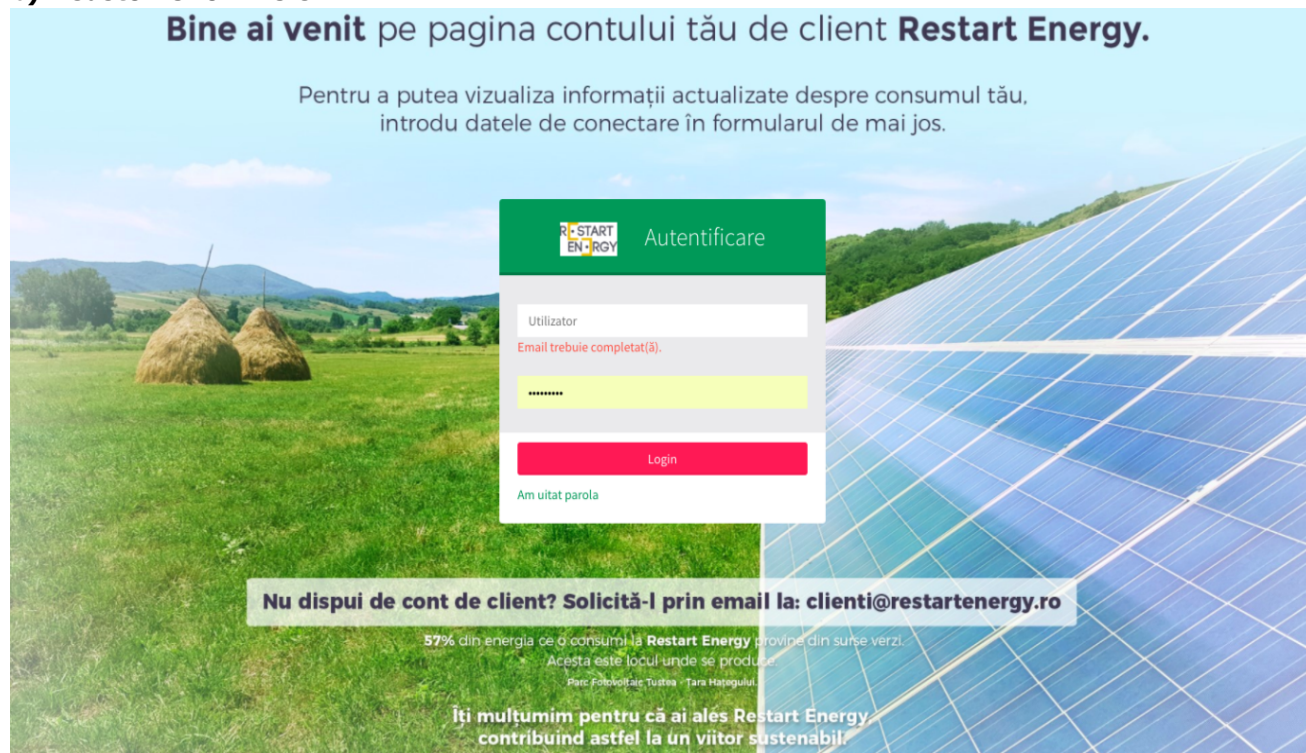 Bine ai venit pe pagina contului tău de client Restart Energy.
Pentru a putea vizualiza informații actualizate despre consumul tău,
introdu datele de conectare în formularul de mai jos.
RESTART
ENERGY
Autentificare
Utilizator
Email trebuie completat(ă).
•••••••••
Login
Am uitat parola
Nu dispui de cont de client? Solicită-l prin email la: clienti@restartenergy.ro
57% din energia ce o consumi la Restart Energy provine din surse verzi.
Acesta este locul unde se produce.
Parc Fotovoltaic Tustea - Țara Hațegului.
Îți mulțumim pentru că ai ales Restart Energy,
contribuind astfel la un viitor sustenabil.